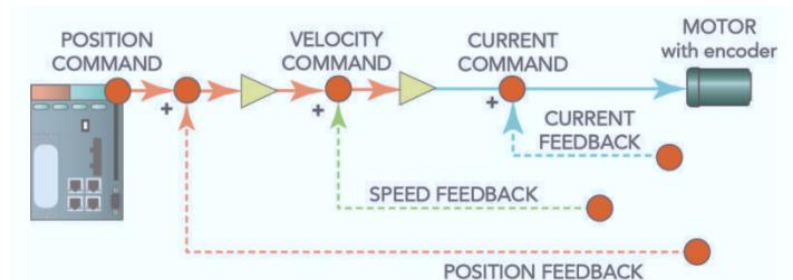 POSITION
COMMAND
VELOCITY
COMMAND
CURRENT
COMMAND
MOTOR
with encoder
+
+
+
CURRENT
FEEDBACK
SPEED FEEDBACK
POSITION FEEDBACK